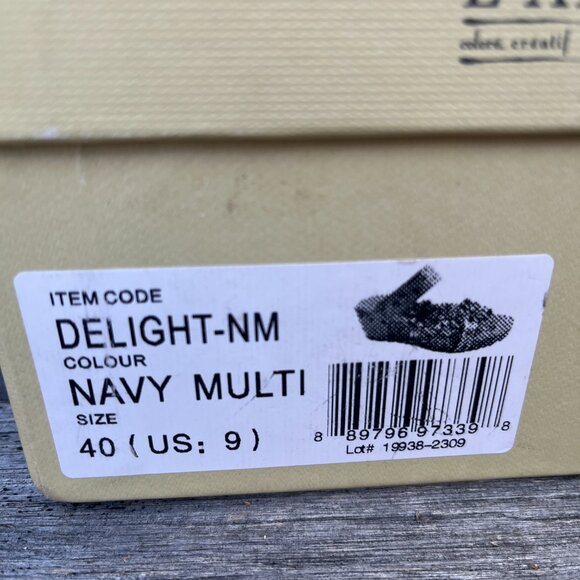 colors, creatif
ITEM CODE
DELIGHT-NM
COLOUR
NAVY MULTI
SIZE
40 (US: 9)
8 89796 97339 8
Lot# 19938-2309